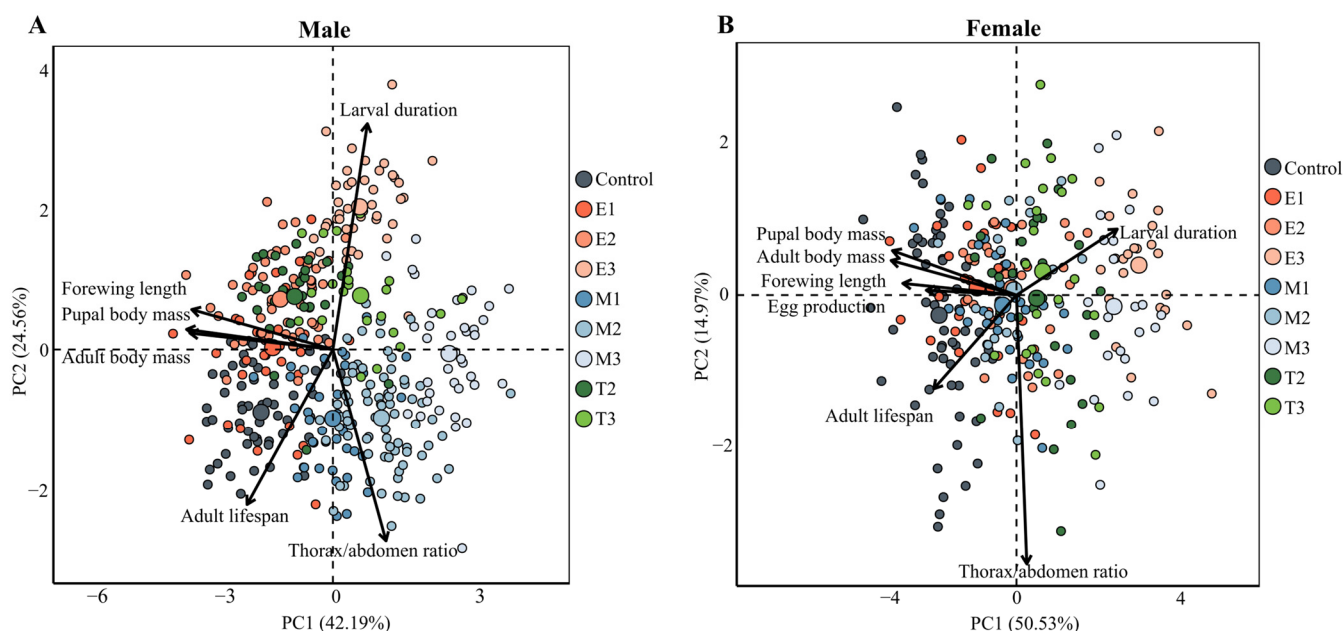 A
Male
4
2
0
−2
−6
−3
0
3
PC2 (24.56%)
PC1 (42.19%)
Larval duration
Forewing length
Pupal body mass
Adult body mass
Adult lifespan
Thorax/abdomen ratio
Control
E1
E2
E3
M1
M2
M3
T2
T3
B
Female
2
0
−2
−4
0
4
PC2 (14.97%)
PC1 (50.53%)
Pupal body mass
Adult body mass
Forewing length
Egg production
Larval duration
Adult lifespan
Thorax/abdomen ratio
Control
E1
E2
E3
M1
M2
M3
T2
T3